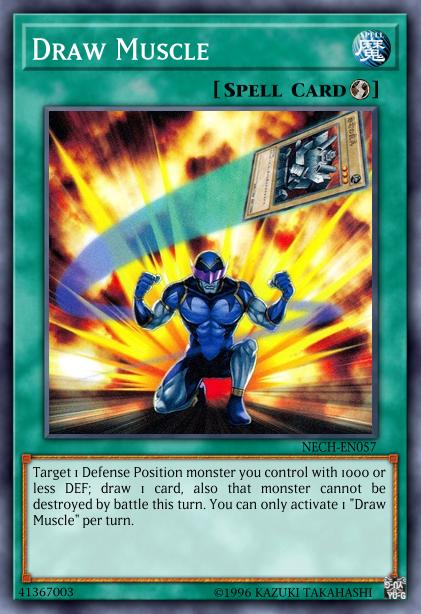 Draw Muscle
SPELL
魔
[Spell Card]
NECH-EN057
Target 1 Defense Position monster you control with 1000 or
less DEF; draw 1 card, also that monster cannot be
destroyed by battle this turn. You can only activate 1 "Draw
Muscle" per turn.
41367003
©1996 KAZUKI TAKAHASHI